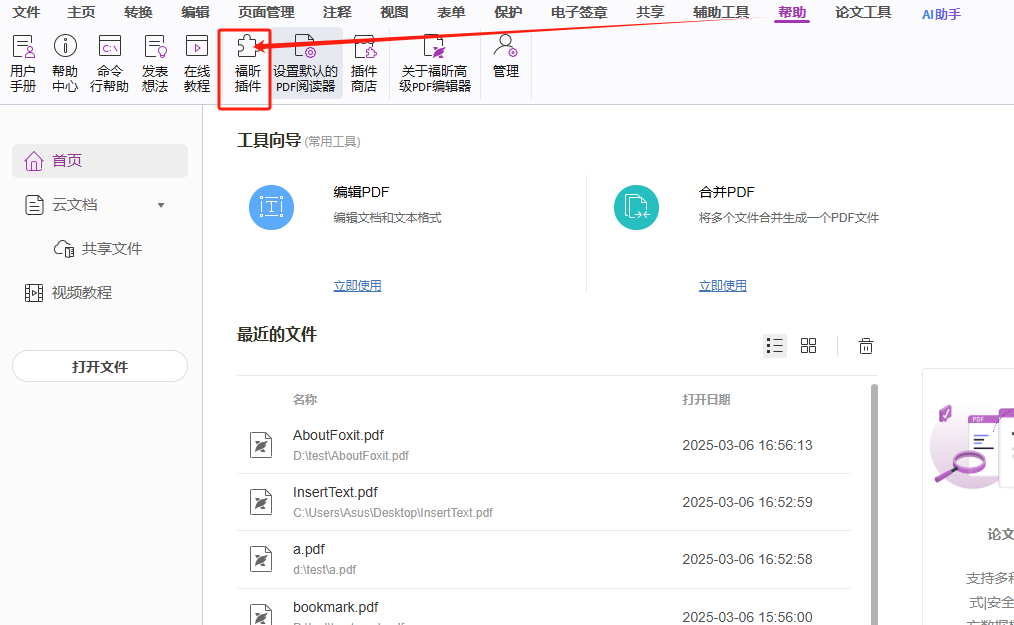 文件 主页 转换 编辑 页面管理 注释 视图 表单 保护 电子签章 共享 辅助工具 帮助 论文工具 AI助手
用户手册
帮助中心
C:\
命令行帮助
发表想法
在线教程
福昕插件
设置默认的PDF阅读器
插件商店
关于福昕高级PDF编辑器
管理
首页
云文档
共享文件
视频教程
打开文件
工具向导 (常用工具)
编辑PDF
编辑文档和文本格式
立即使用
合并PDF
将多个文件合并生成一个PDF文件
立即使用
最近的文件
名称 打开日期
AboutFoxit.pdf
D:\test\AboutFoxit.pdf
2025-03-06 16:56:13
InsertText.pdf
C:\Users\Asus\Desktop\InsertText.pdf
2025-03-06 16:52:59
a.pdf
d:\test\a.pdf
2025-03-06 16:52:58
bookmark.pdf
2025-03-06 15:56:00
PDF
论文
支持多种
式|安全